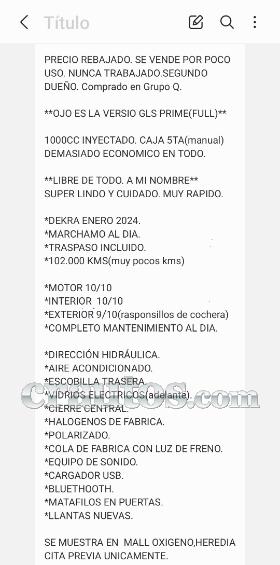 Título
PRECIO REBAJADO. SE VENDE POR POCO
USO. NUNCA TRABAJADO.SEGUNDO
DUEÑO. Comprado en Grupo Q.
**OJO ES LA VERSIO GLS PRIME(FULL)**
1000CC INYECTADO. CAJA 5TA(manual)
DEMASIADO ECONOMICO EN TODO.
**LIBRE DE TODO. A MI NOMBRE**
SUPER LINDO Y CUIDADO. MUY RAPIDO.
*DEKRA ENERO 2024.
*MARCHAMO AL DIA.
*TRASPASO INCLUIDO.
*102.000 KMS(muy pocos kms)
*MOTOR 10/10
*INTERIOR 10/10
*EXTERIOR 9/10(rasponsillos de cochera)
*COMPLETO MANTENIMIENTO AL DIA.
*DIRECCIÓN HIDRÁULICA.
*AIRE ACONDICIONADO.
*ESCOBILLA TRASERA.
*VIDRIOS ELECTRICOS(adelante).
crautos.com
*CIERRE CENTRAL.
*HALOGENOS DE FABRICA.
*POLARIZADO.
*COLA DE FABRICA CON LUZ DE FRENO.
*EQUIPO DE SONIDO.
*CARGADOR USB.
*BLUETHOOTH.
*MATAFILOS EN PUERTAS.
*LLANTAS NUEVAS.
SE MUESTRA EN MALL OXIGENO,HEREDIA
CITA PREVIA UNICAMENTE.